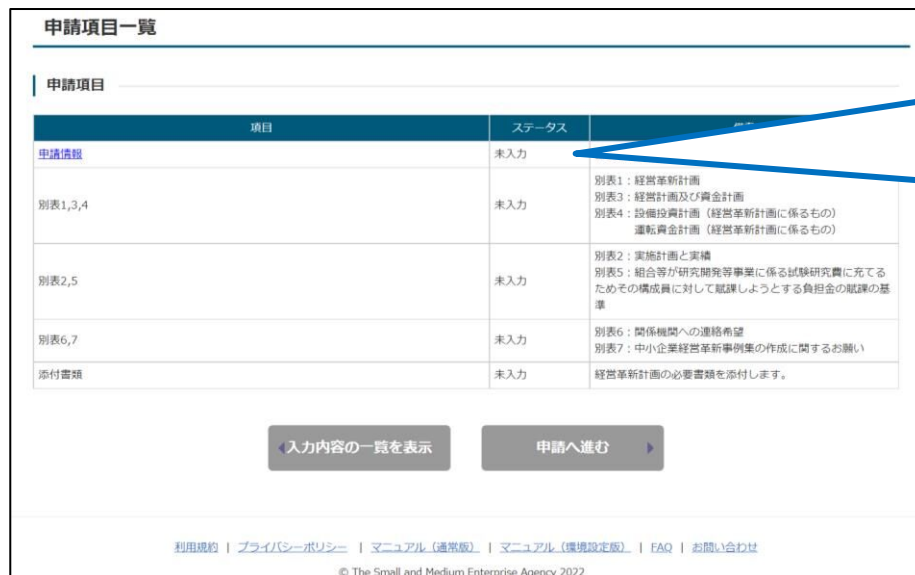 申請項目一覧
申請項目
項目 ステータス
申請情報 未入力
別表1,3,4 未入力
別表1：経営革新計画
別表3：経営計画及び資金計画
別表4：設備投資計画（経営革新計画に係るもの）
運転資金計画（経営革新計画に係るもの）
別表2,5 未入力
別表2：実施計画と実績
別表5：組合等が研究開発等事業に係る試験研究費に充てる
ためその構成員に対して賦課しようとする負担金の賦課の基
準
別表6,7 未入力
別表6：関係機関への連絡希望
別表7：中小企業経営革新事例集の作成に関するお願い
添付書類 未入力 経営革新計画の必要書類を添付します。
入力内容の一覧を表示 申請へ進む
利用規約 | プライバシーポリシー | マニュアル（通常版） | マニュアル（環境設定版） | FAQ | お問い合わせ
© The Small and Medium Enterprise Agency 2022